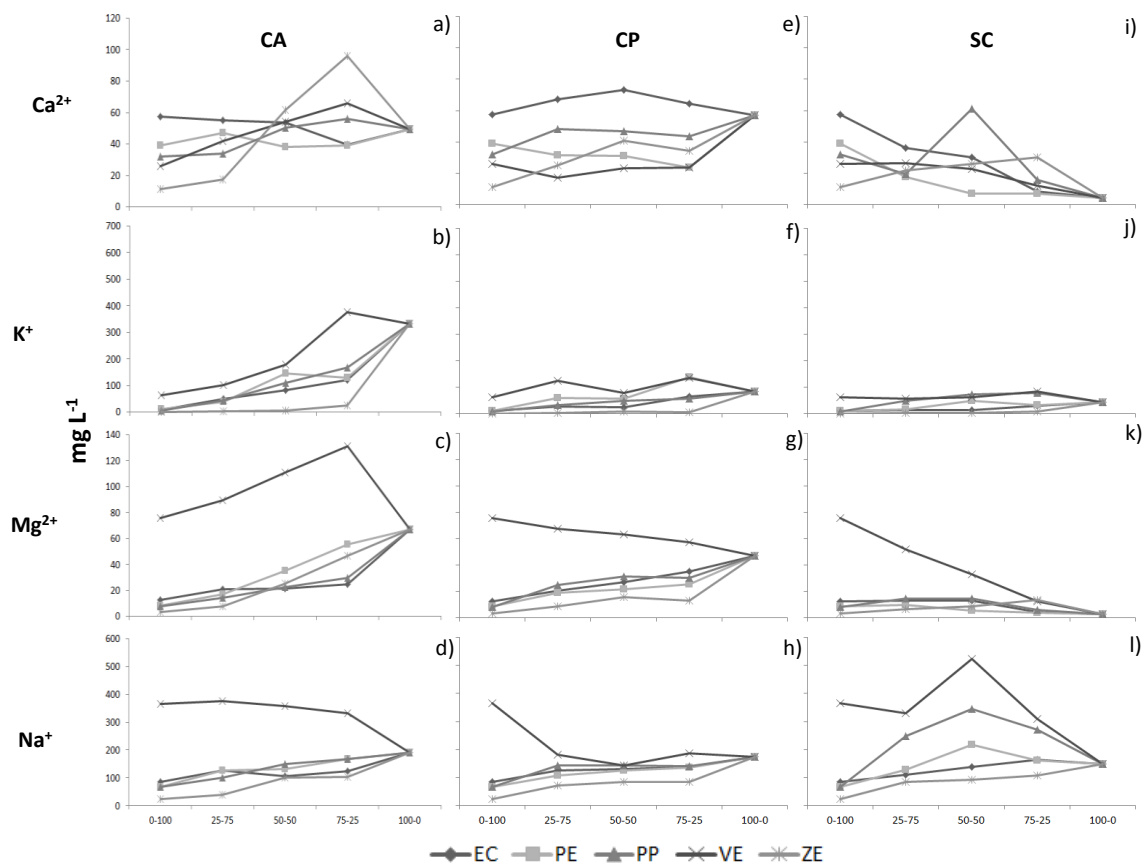 CA
CP
SC
a)
e)
i)
Ca2+
120
100
80
60
40
20
0
b)
f)
j)
K+
700
600
500
400
300
200
100
0
mg L-1
c)
g)
k)
Mg2+
140
120
100
80
60
40
20
0
d)
h)
l)
Na+
600
500
400
300
200
100
0
0-100 25-75 50-50 75-25 100-0
0-100 25-75 50-50 75-25 100-0
0-100 25-75 50-50 75-25 100-0
EC PE PP VE ZE